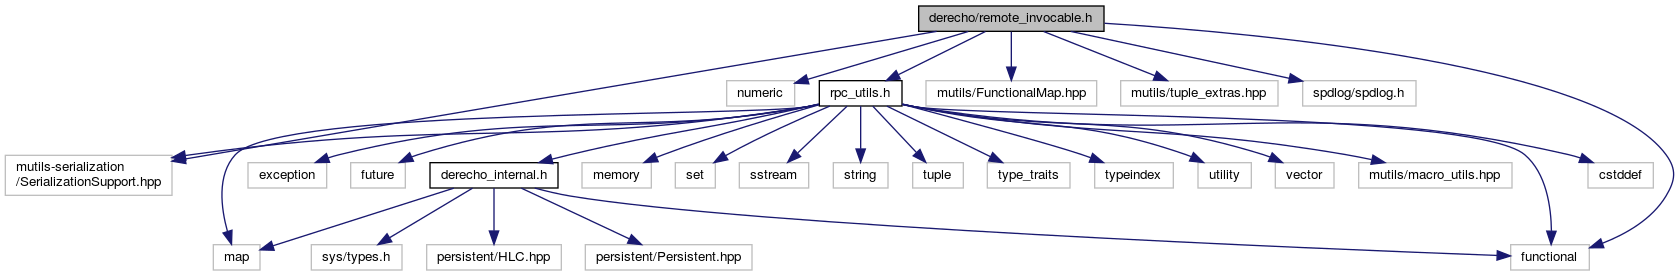 derecho/remote_invocable.h
numeric
rpc_utils.h
mutils/FunctionalMap.hpp
mutils/tuple_extras.hpp
spdlog/spdlog.h
mutils-serialization
/SerializationSupport.hpp
exception
future
derecho_internal.h
memory
set
sstream
string
tuple
type_traits
typeindex
utility
vector
mutils/macro_utils.hpp
cstddef
map
sys/types.h
persistent/HLC.hpp
persistent/Persistent.hpp
functional